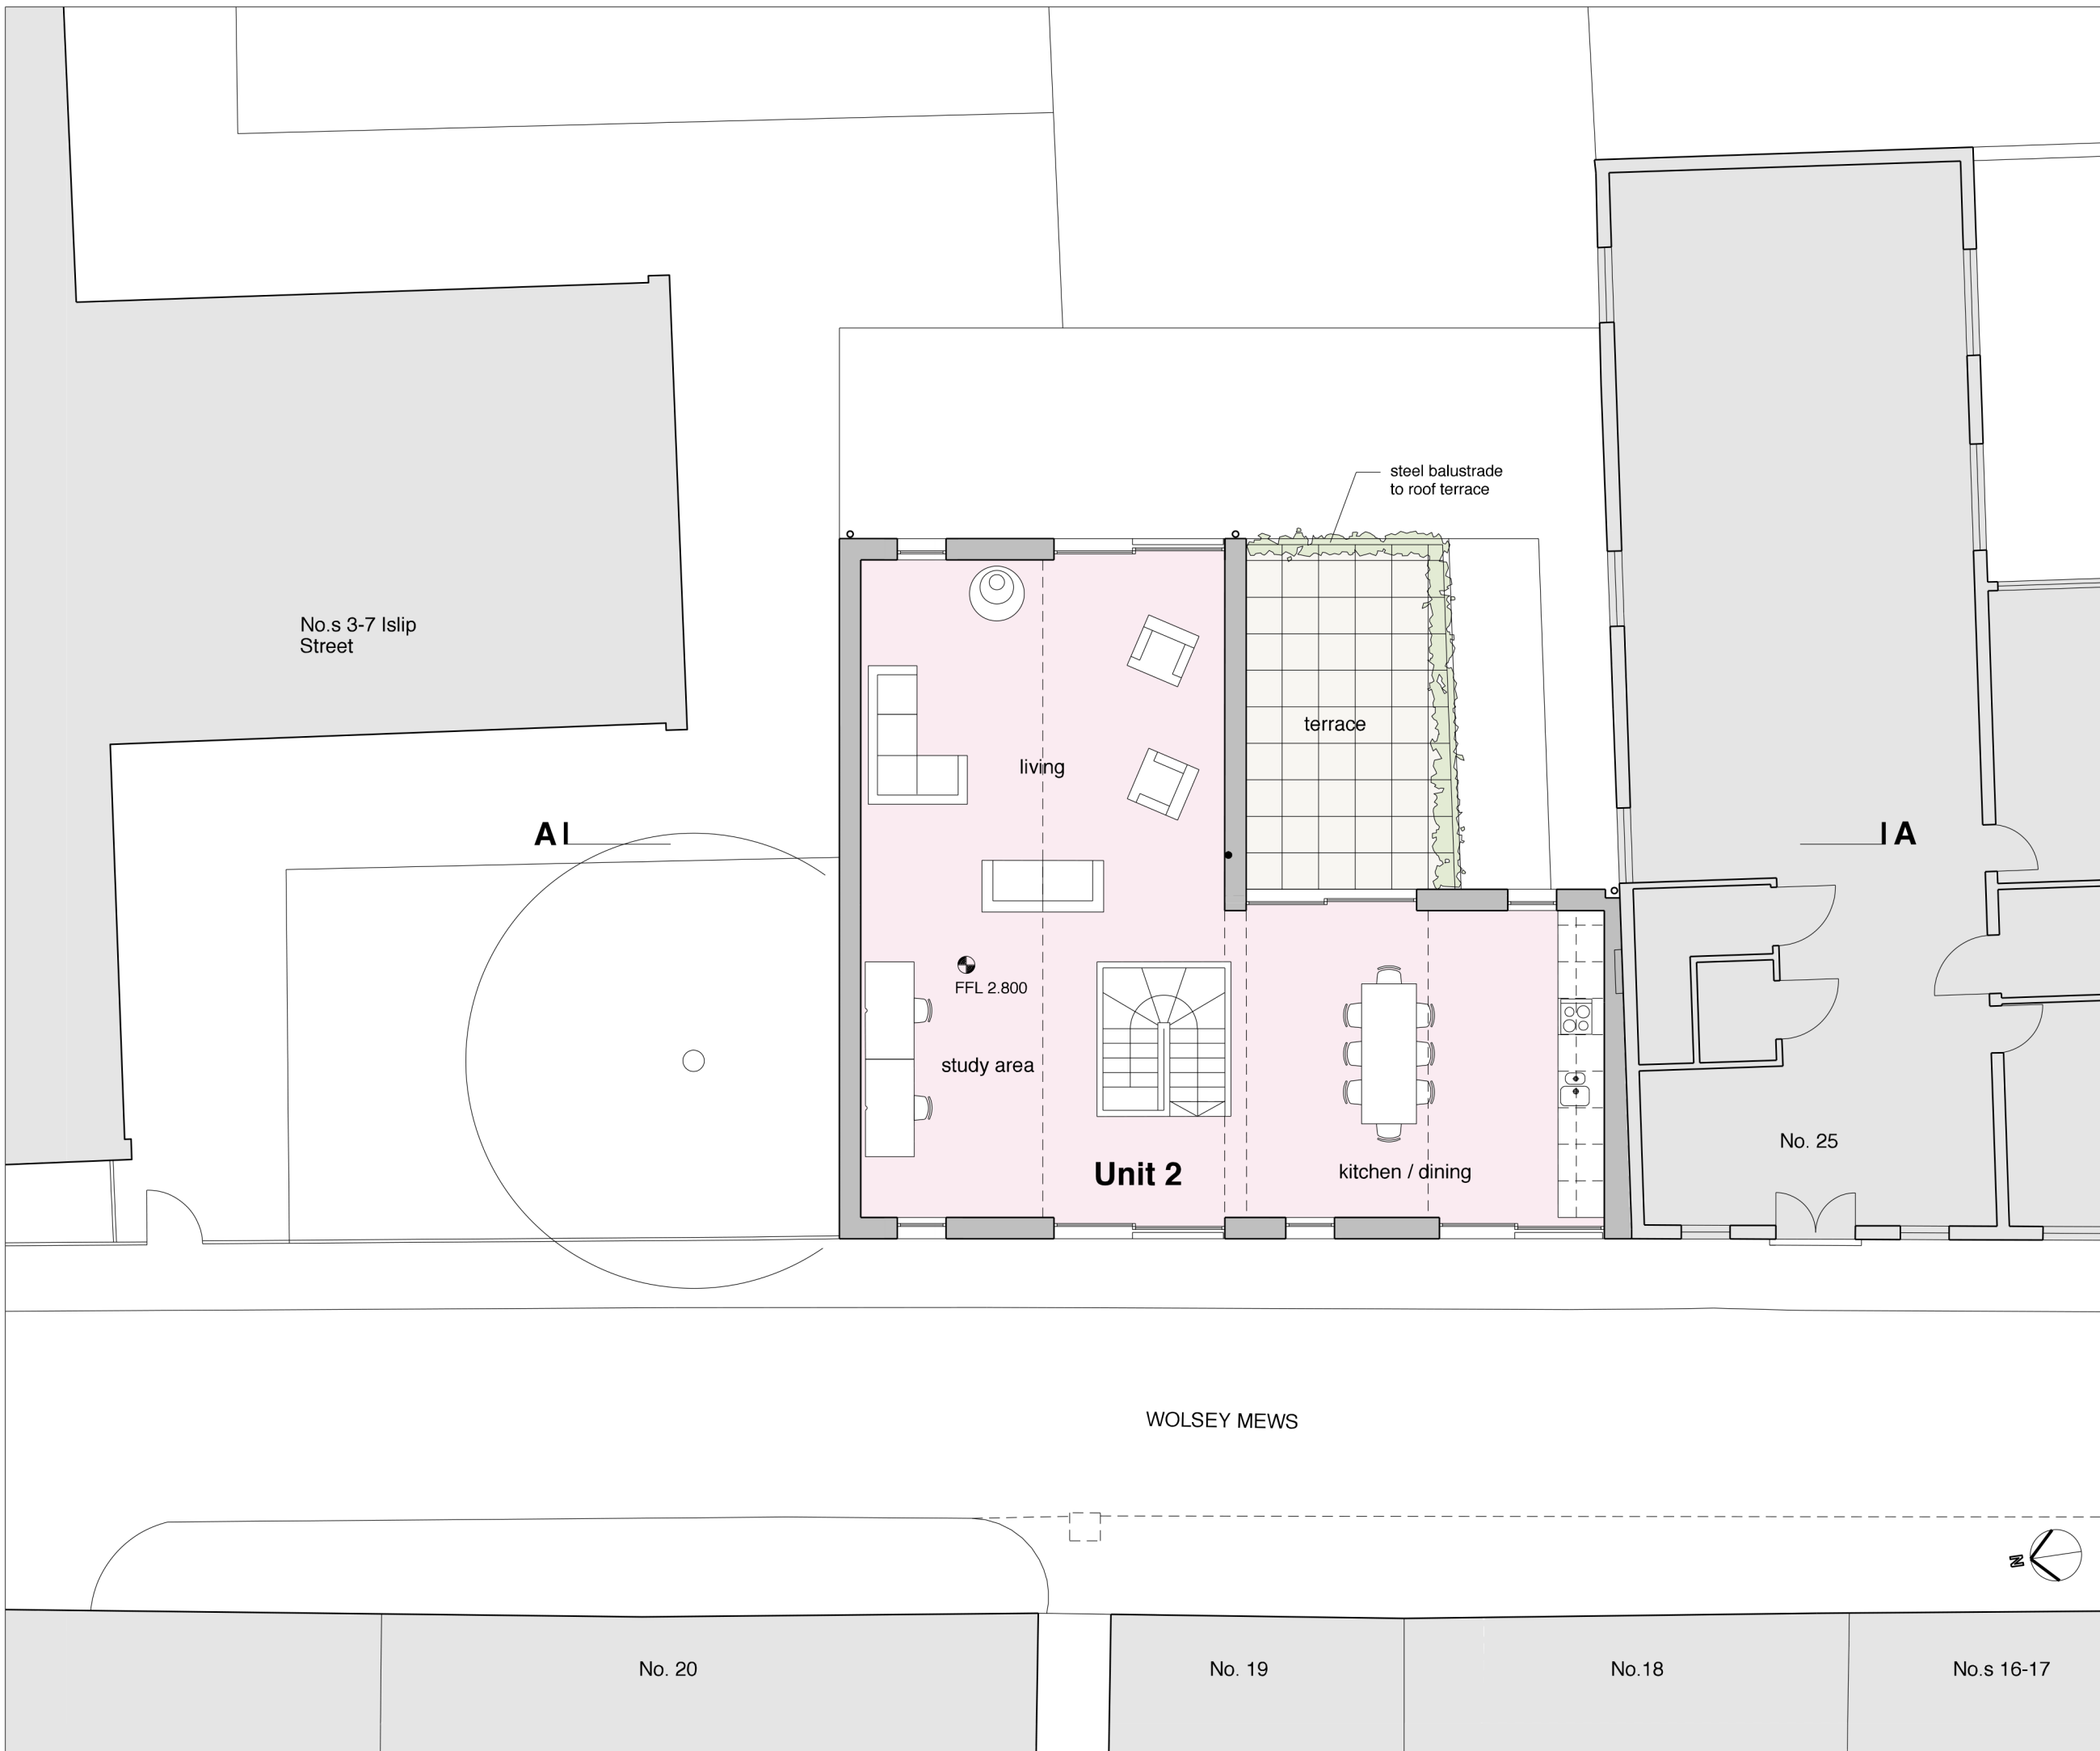 steel balustrade
to roof terrace
No.s 3-7 Islip
Street
terrace
living
A
A
FFL 2.800
study area
No. 25
Unit 2
kitchen / dining
WOLSEY MEWS
N
No. 20
No. 19
No.18
No.s 16-17